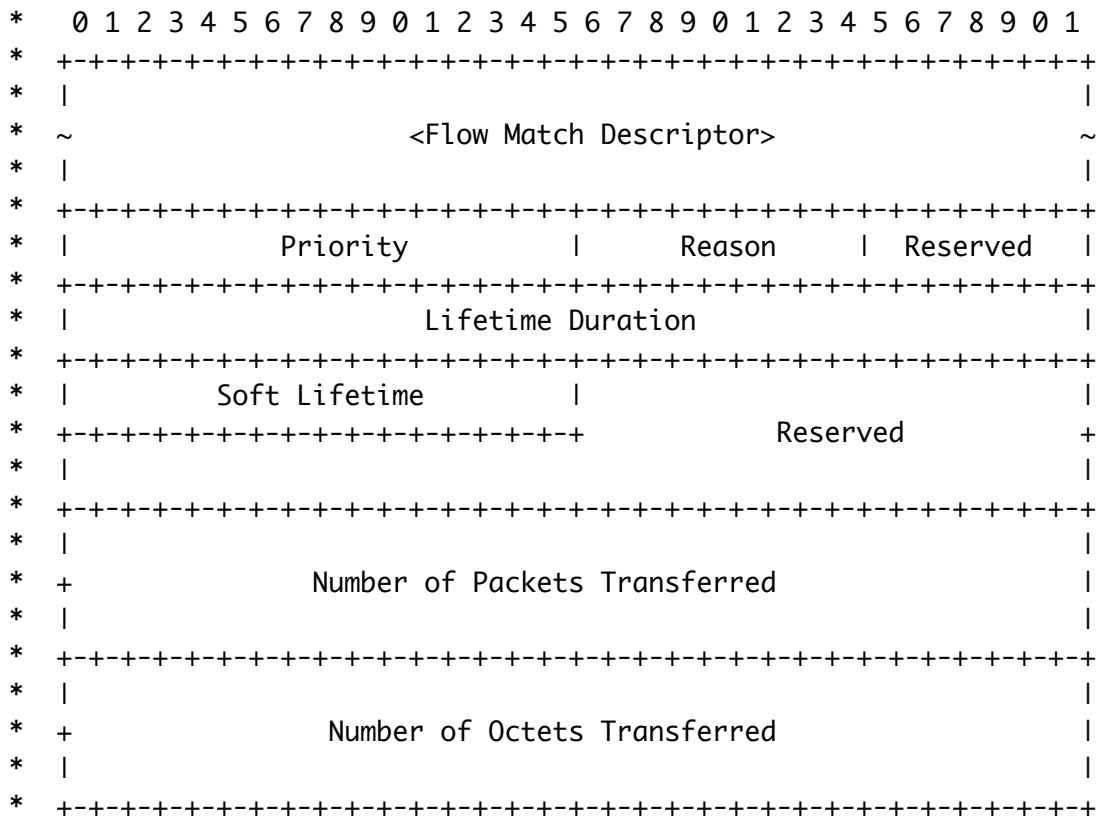 *    0 1 2 3 4 5 6 7 8 9 0 1 2 3 4 5 6 7 8 9 0 1 2 3 4 5 6 7 8 9 0 1
*   +-+-+-+-+-+-+-+-+-+-+-+-+-+-+-+-+-+-+-+-+-+-+-+-+-+-+-+-+-+-+-+-+
*   |                                                               |
*   ~                     <Flow Match Descriptor>                   ~
*   |                                                               |
*   +-+-+-+-+-+-+-+-+-+-+-+-+-+-+-+-+-+-+-+-+-+-+-+-+-+-+-+-+-+-+-+-+
*   |             Priority          |      Reason     |  Reserved   |
*   +-+-+-+-+-+-+-+-+-+-+-+-+-+-+-+-+-+-+-+-+-+-+-+-+-+-+-+-+-+-+-+-+
*   |                      Lifetime Duration                        |
*   +-+-+-+-+-+-+-+-+-+-+-+-+-+-+-+-+-+-+-+-+-+-+-+-+-+-+-+-+-+-+-+-+
*   |         Soft Lifetime         |                               |
*   +-+-+-+-+-+-+-+-+-+-+-+-+-+-+-+-+            Reserved           +
*   |                                                               |
*   +-+-+-+-+-+-+-+-+-+-+-+-+-+-+-+-+-+-+-+-+-+-+-+-+-+-+-+-+-+-+-+-+
*   |                                                               |
*   +               Number of Packets Transferred                   |
*   |                                                               |
*   +-+-+-+-+-+-+-+-+-+-+-+-+-+-+-+-+-+-+-+-+-+-+-+-+-+-+-+-+-+-+-+-+
*   |                                                               |
*   +                Number of Octets Transferred                   |
*   |                                                               |
*   +-+-+-+-+-+-+-+-+-+-+-+-+-+-+-+-+-+-+-+-+-+-+-+-+-+-+-+-+-+-+-+-+